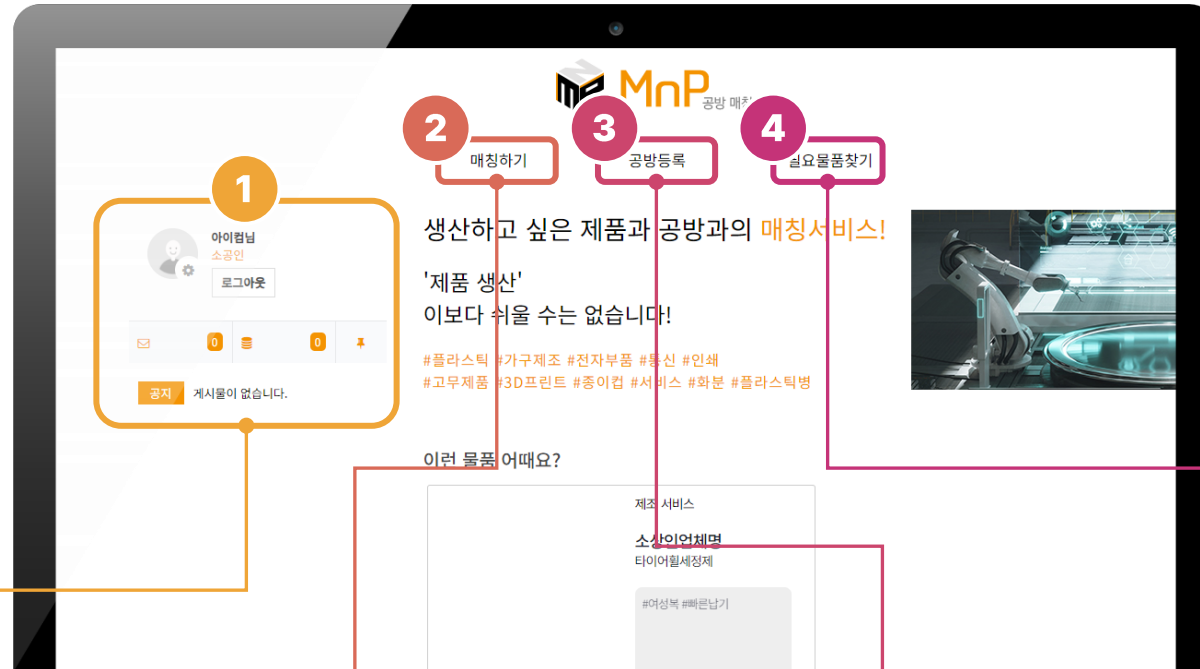 MnP
공방 매칭
2
3
4
매칭하기
공방등록
필요물품찾기
1
아이컴님
소공인
로그아웃
0
0
공지
게시물이 없습니다.
생산하고 싶은 제품과 공방과의 매칭서비스!
'제품 생산'
이보다 쉬울 수는 없습니다!
#플라스틱 #가구제조 #전자부품 #통신 #인쇄
#고무제품 #3D프린트 #종이컵 #서비스 #화분 #플라스틱병
이런 물품 어때요?
제조 서비스
소상인업체명
타이어휠세정제
#여성복 #빠른납기